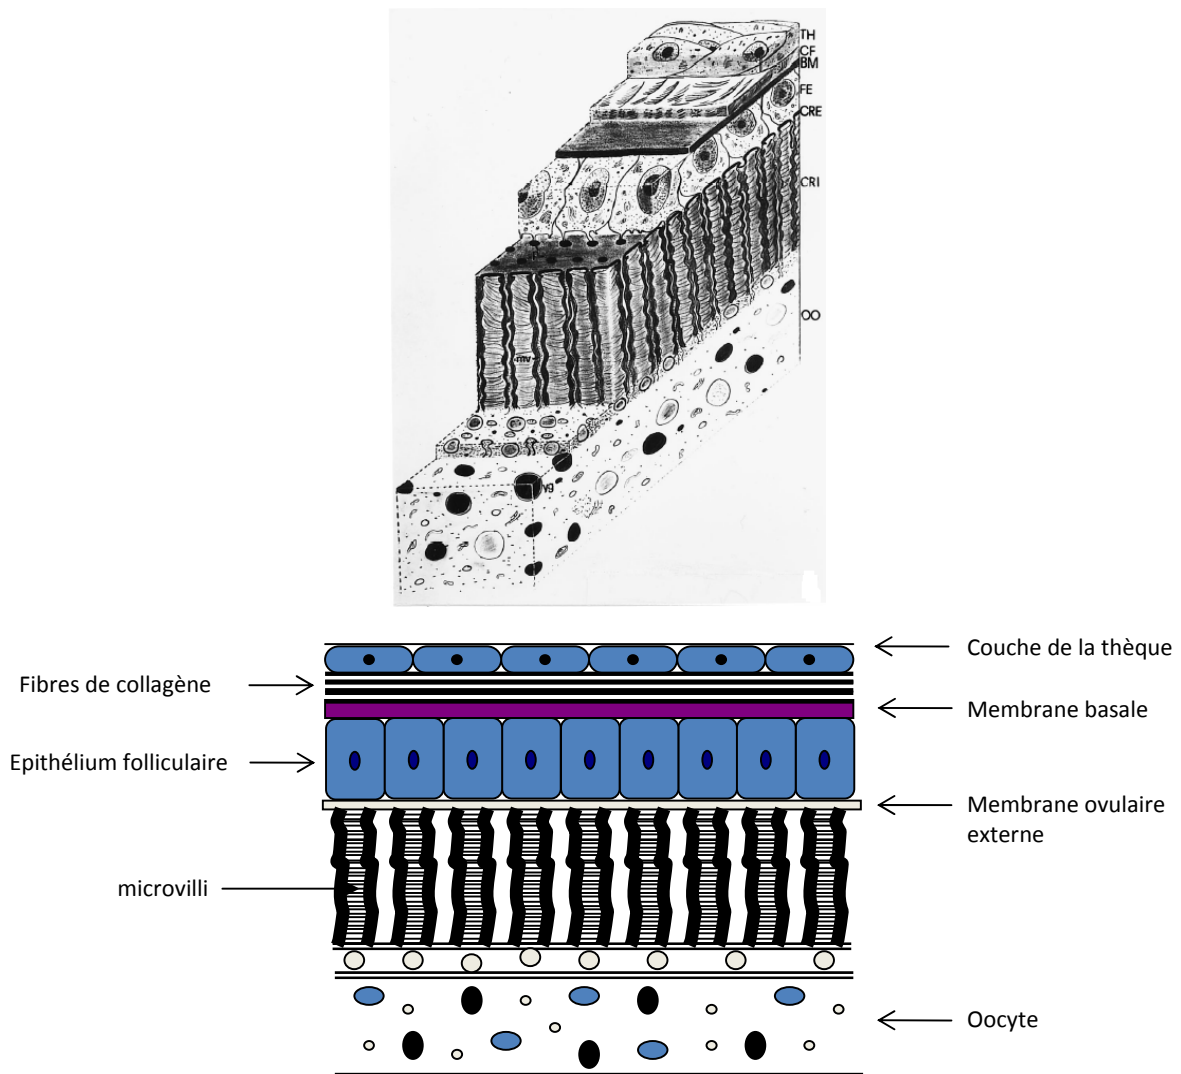 TH
CF
BM
FE
CRE
CRI
OO
mv
yg
Couche de la thèque
Fibres de collagène
Membrane basale
Epithélium folliculaire
Membrane ovulaire
externe
microvilli
Oocyte